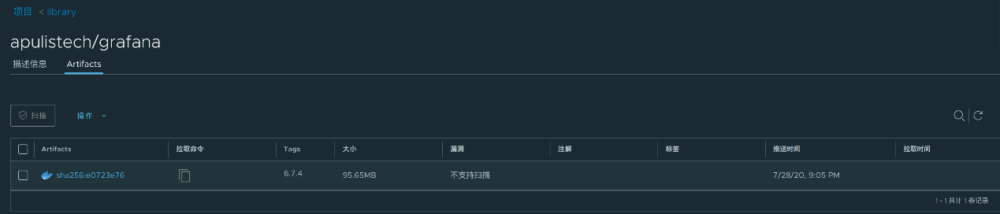 项目 < library
apulistech/grafana
描述信息 Artifacts
扫描 操作
Artifacts 拉取命令 Tags 大小 漏洞 注解 标签 推送时间 拉取时间
sha256:e0723e76 6.7.4 95.65MB 不支持扫描 7/28/20, 9:05 PM
1 - 1 共计 1 条记录